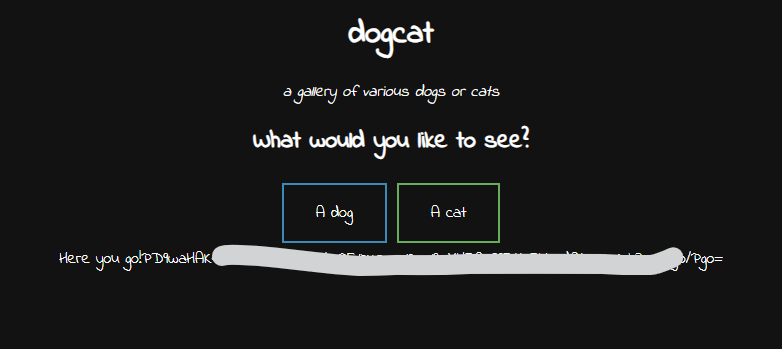 dogcat
a gallery of various dogs or cats
What would you like to see?
A dog
A cat
Here you go!PD9waHAK /Pgo=